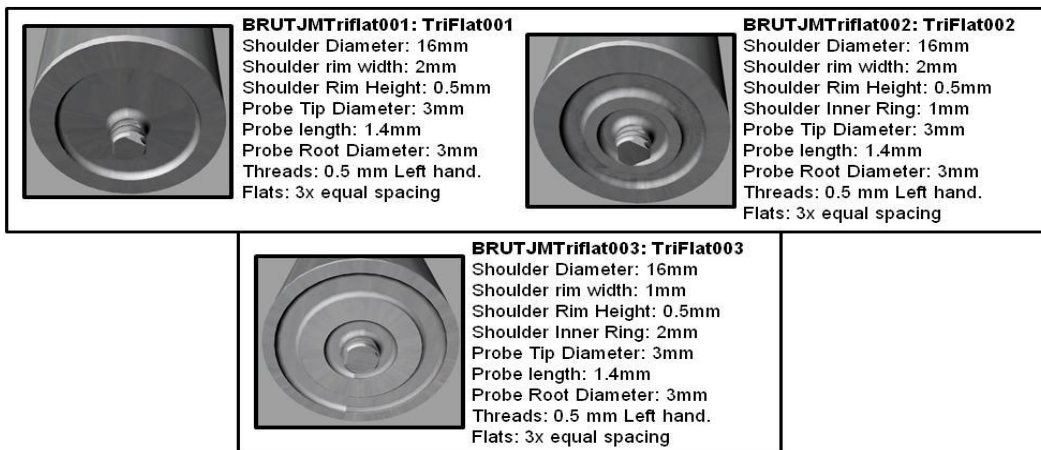 BRUTJMTriflat001: TriFlat001
Shoulder Diameter: 16mm
Shoulder rim width: 2mm
Shoulder Rim Height: 0.5mm
Probe Tip Diameter: 3mm
Probe length: 1.4mm
Probe Root Diameter: 3mm
Threads: 0.5 mm Left hand.
Flats: 3x equal spacing
BRUTJMTriflat002: TriFlat002
Shoulder Diameter: 16mm
Shoulder rim width: 2mm
Shoulder Rim Height: 0.5mm
Shoulder Inner Ring: 1mm
Probe Tip Diameter: 3mm
Probe length: 1.4mm
Probe Root Diameter: 3mm
Threads: 0.5 mm Left hand.
Flats: 3x equal spacing
BRUTJMTriflat003: TriFlat003
Shoulder Diameter: 16mm
Shoulder rim width: 1mm
Shoulder Rim Height: 0.5mm
Shoulder Inner Ring: 2mm
Probe Tip Diameter: 3mm
Probe length: 1.4mm
Probe Root Diameter: 3mm
Threads: 0.5 mm Left hand.
Flats: 3x equal spacing